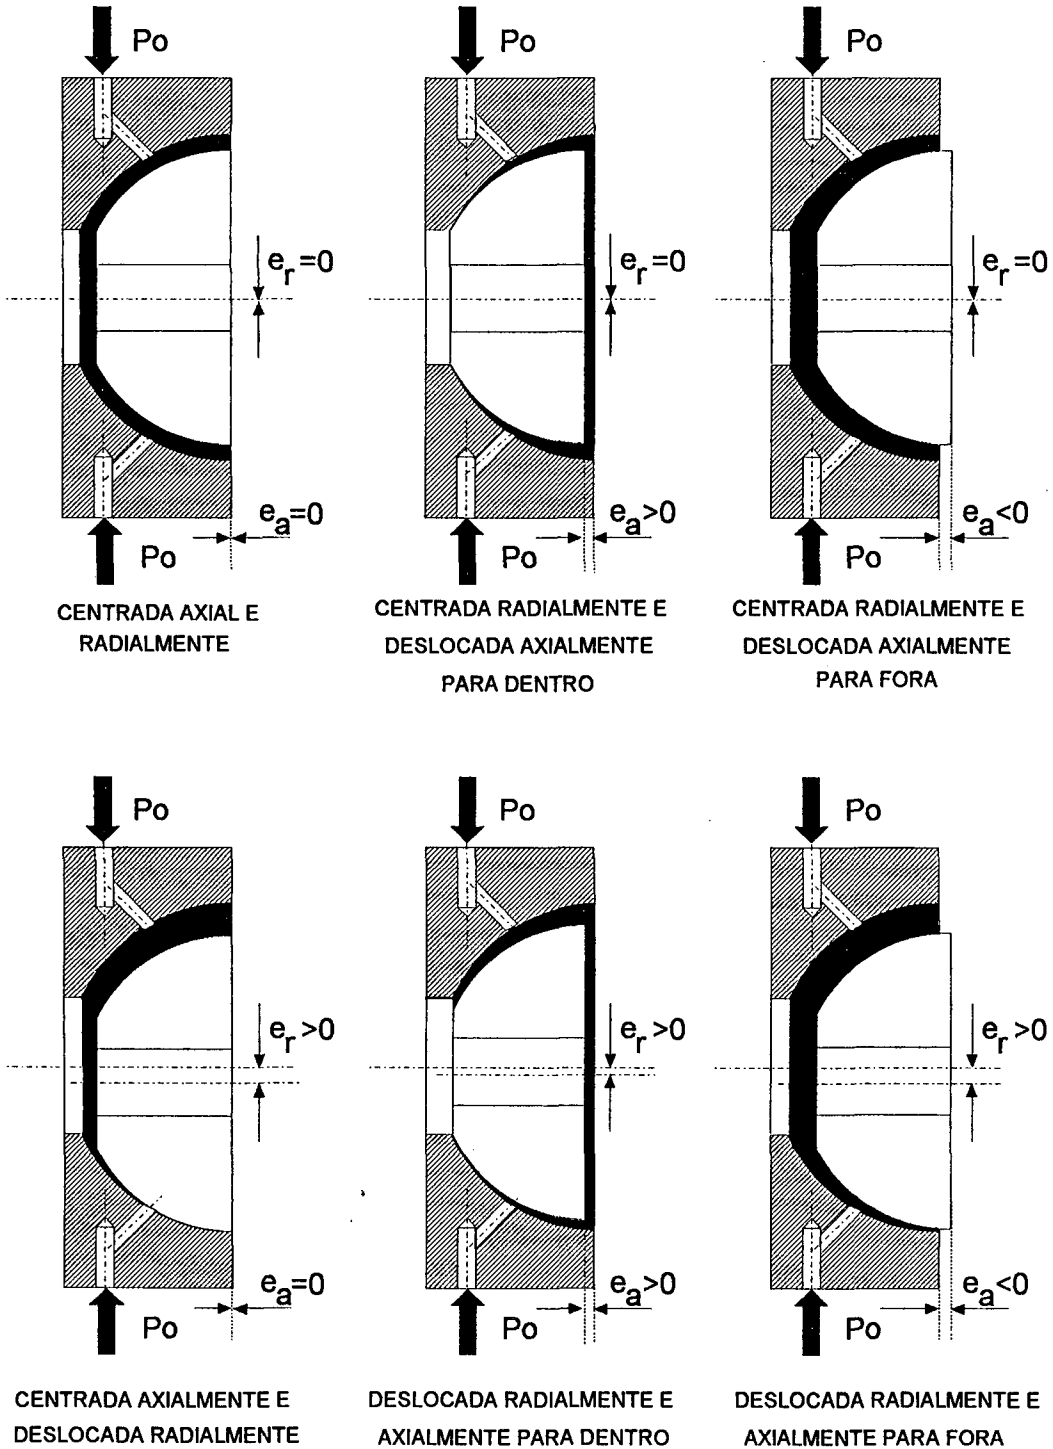 Po
Po
Po
e_r=0
e_r=0
e_r=0
e_a=0
e_a>0
e_a<0
Po
Po
Po
CENTRADA AXIAL E
RADIALMENTE
CENTRADA RADIALMENTE E
DESLOCADA AXIALMENTE
PARA DENTRO
CENTRADA RADIALMENTE E
DESLOCADA AXIALMENTE
PARA FORA
Po
Po
Po
e_r>0
e_r>0
e_r>0
e_a=0
e_a>0
e_a<0
Po
Po
Po
CENTRADA AXIALMENTE E
DESLOCADA RADIALMENTE
DESLOCADA RADIALMENTE E
AXIALMENTE PARA DENTRO
DESLOCADA RADIALMENTE E
AXIALMENTE PARA FORA